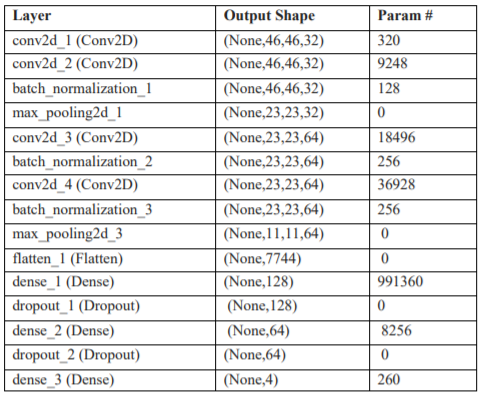 Layer Output Shape Param #
conv2d_1 (Conv2D) (None,46,46,32) 320
conv2d_2 (Conv2D) (None,46,46,32) 9248
batch_normalization_1 (None,46,46,32) 128
max_pooling2d_1 (None,23,23,32) 0
conv2d_3 (Conv2D) (None,23,23,64) 18496
batch_normalization_2 (None,23,23,64) 256
conv2d_4 (Conv2D) (None,23,23,64) 36928
batch_normalization_3 (None,23,23,64) 256
max_pooling2d_3 (None,11,11,64) 0
flatten_1 (Flatten) (None,7744) 0
dense_1 (Dense) (None,128) 991360
dropout_1 (Dropout) (None,128) 0
dense_2 (Dense) (None,64) 8256
dropout_2 (Dropout) (None,64) 0
dense_3 (Dense) (None,4) 260